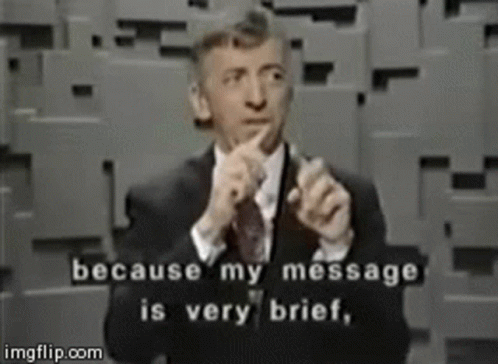 because my message
is very brief,
imgflip.com